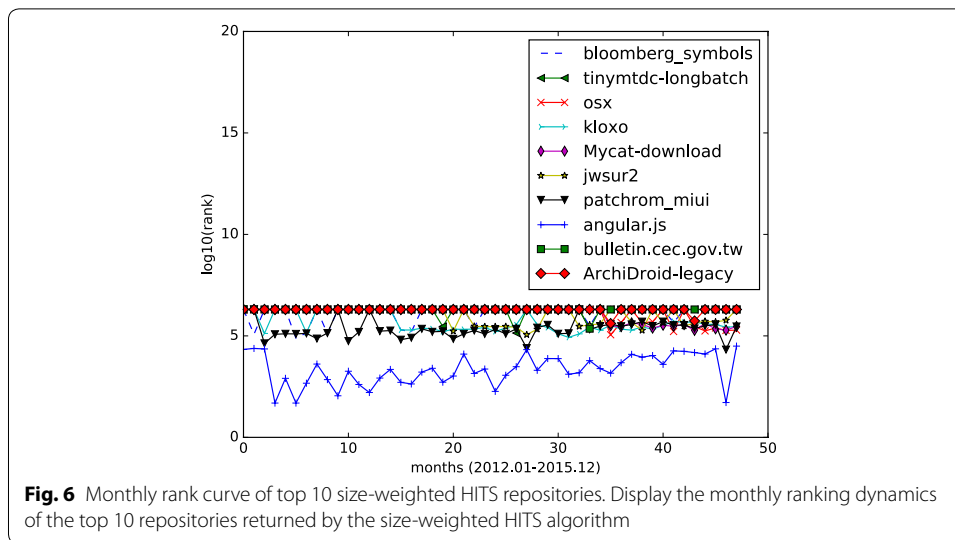 20
15
10
5
0
log10(rank)
bloomberg_symbols
tinymtdc-longbatch
osx
kloxo
Mycat-download
jwsur2
patchrom_miui
angular.js
bulletin.cec.gov.tw
ArchiDroid-legacy
0 10 20 30 40 50
months (2012.01-2015.12)
Fig. 6 Monthly rank curve of top 10 size-weighted HITS repositories. Display the monthly ranking dynamics
of the top 10 repositories returned by the size-weighted HITS algorithm